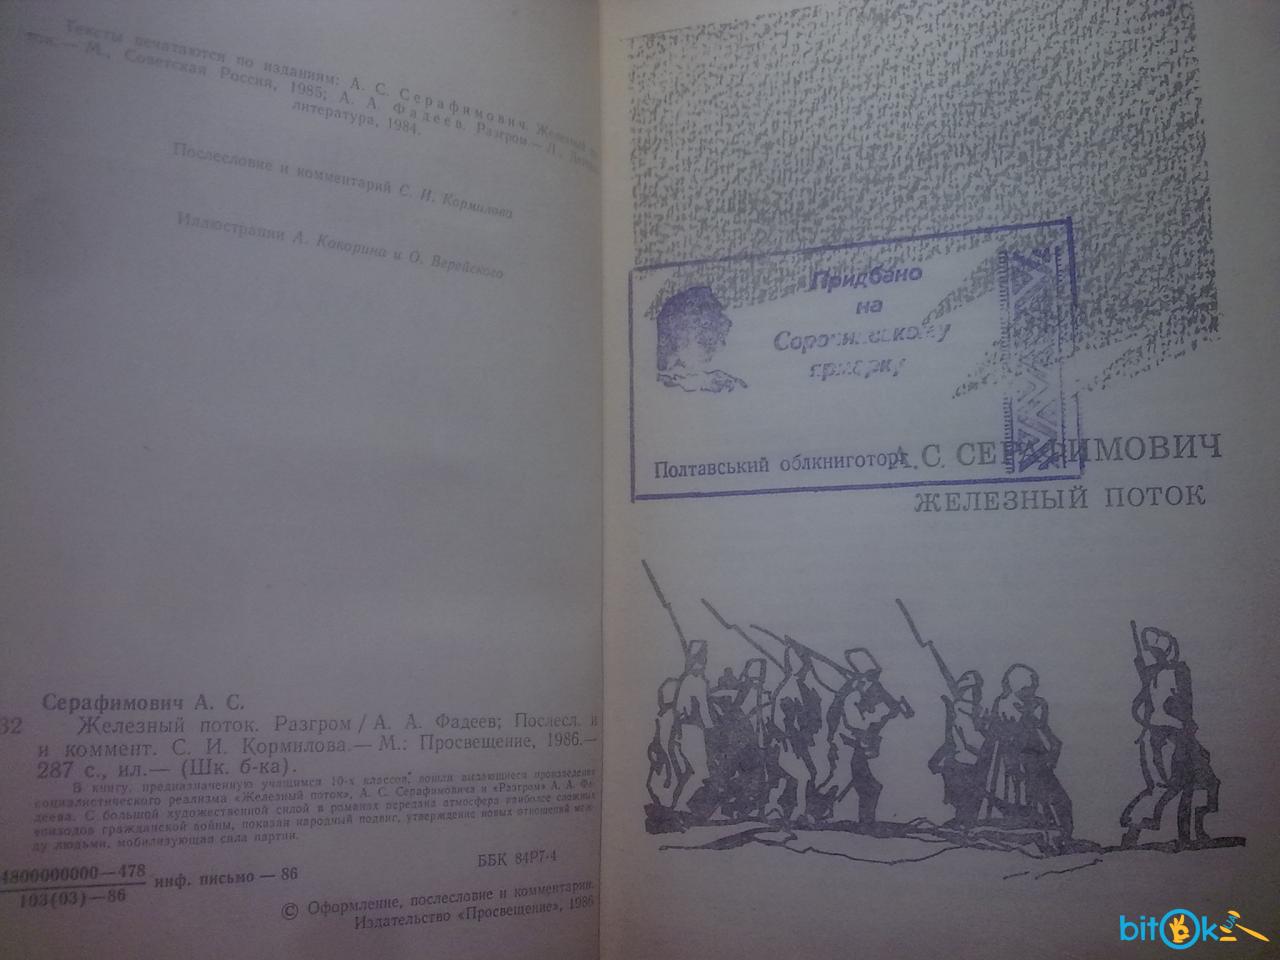 Тексты печатаются по изданиям: А. С. Серафимович. Железный
ток.— М., Советская Россия, 1985; А. А. Фадеев. Разгром.— Л.,
литература, 1984.
Послесловие и комментарий С. И. Кормилова
Иллюстрации А. Кокорина и О. Верейского
Серафимович А. С.
32 Железный поток. Разгром / А. А. Фадеев; Послесл. и
и коммент. С. И. Кормилова.— М.: Просвещение, 1986.—
287 с., ил.— (Шк. б-ка).
В книгу, предназначенную учащимся 10-х классов, вошли выдающиеся произведения
социалистического реализма «Железный поток», А. С. Серафимовича и «Разгром» А. А. Фа-
деева. С большой художественной силой в романах передана атмосфера наиболее сложных
эпизодов гражданской войны, показан народный подвиг, утверждение новых отношений меж-
ду людьми, мобилизующая сила партии.
4800000000—478
103(03)—86
инф. письмо — 86
ББК 84Р7-4
© Оформление, послесловие и комментарии.
Издательство «Просвещение», 1986
Придбано
на
Сорочинському
ярмарку
Полтавський облкниготорг
А. С. СЕРАФИМОВИЧ
ЖЕЛЕЗНЫЙ ПОТОК
bitOk UA